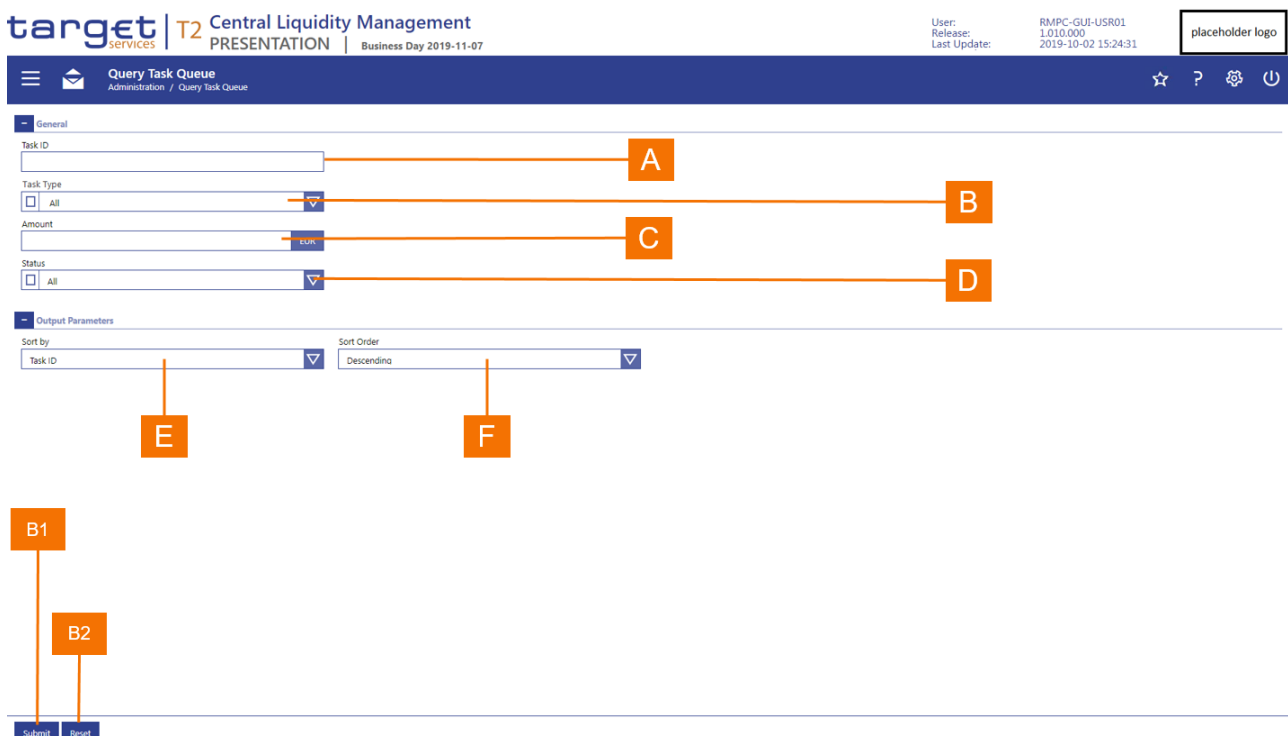 target services T2 Central Liquidity Management
PRESENTATION | Business Day 2019-11-07
User: RMPC-GUI-USR01
Release: 1.010.000
Last Update: 2019-10-02 15:24:31
placeholder logo
Query Task Queue
Administration / Query Task Queue
General
Task ID
A
Task Type
All
B
Amount
EUR
C
Status
All
D
Output Parameters
Sort by Sort Order
Task ID Descending
E F
B1
B2
Submit Reset